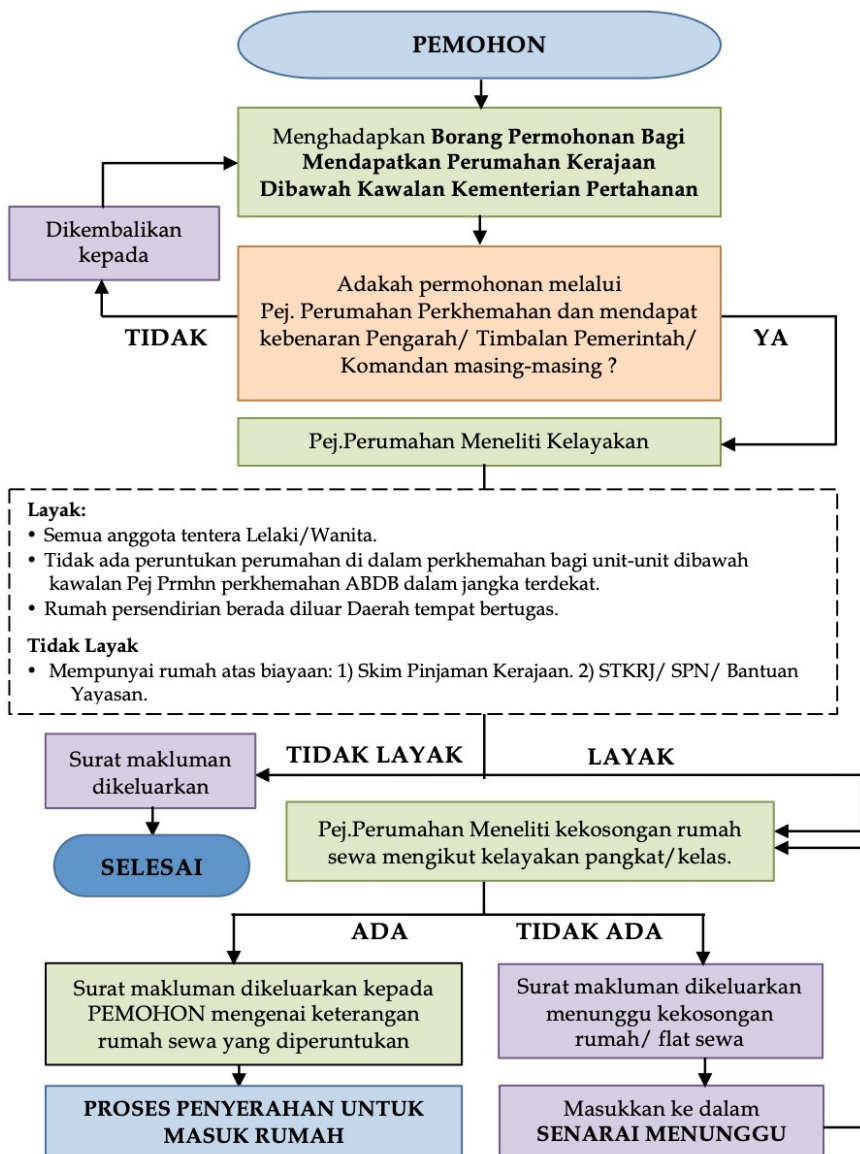 PEMOHON
Menghadapkan Borang Permohonan Bagi
Mendapatkan Perumahan Kerajaan
Dibawah Kawalan Kementerian Pertahanan
Dikembalikan
kepada
Adakah permohonan melalui
Pej. Perumahan Perkhemahan dan mendapat
kebenaran Pengarah/ Timbalan Pemerintah/
Komandan masing-masing ?
TIDAK
YA
Pej.Perumahan Meneliti Kelayakan
Layak:
• Semua anggota tentera Lelaki/Wanita.
• Tidak ada peruntukan perumahan di dalam perkhemahan bagi unit-unit dibawah
kawalan Pej Prmhn perkhemahan ABDB dalam jangka terdekat.
• Rumah persendirian berada diluar Daerah tempat bertugas.
Tidak Layak
• Mempunyai rumah atas biayaan: 1) Skim Pinjaman Kerajaan. 2) STKRJ/ SPN/ Bantuan
Yayasan.
TIDAK LAYAK
LAYAK
Surat makluman
dikeluarkan
SELESAI
Pej.Perumahan Meneliti kekosongan rumah
sewa mengikut kelayakan pangkat/kelas.
ADA
TIDAK ADA
Surat makluman dikeluarkan kepada
PEMOHON mengenai keterangan
rumah sewa yang diperuntukan
Surat makluman dikeluarkan
menunggu kekosongan
rumah/ flat sewa
PROSES PENYERAHAN UNTUK
MASUK RUMAH
Masukkan ke dalam
SENARAI MENUNGGU